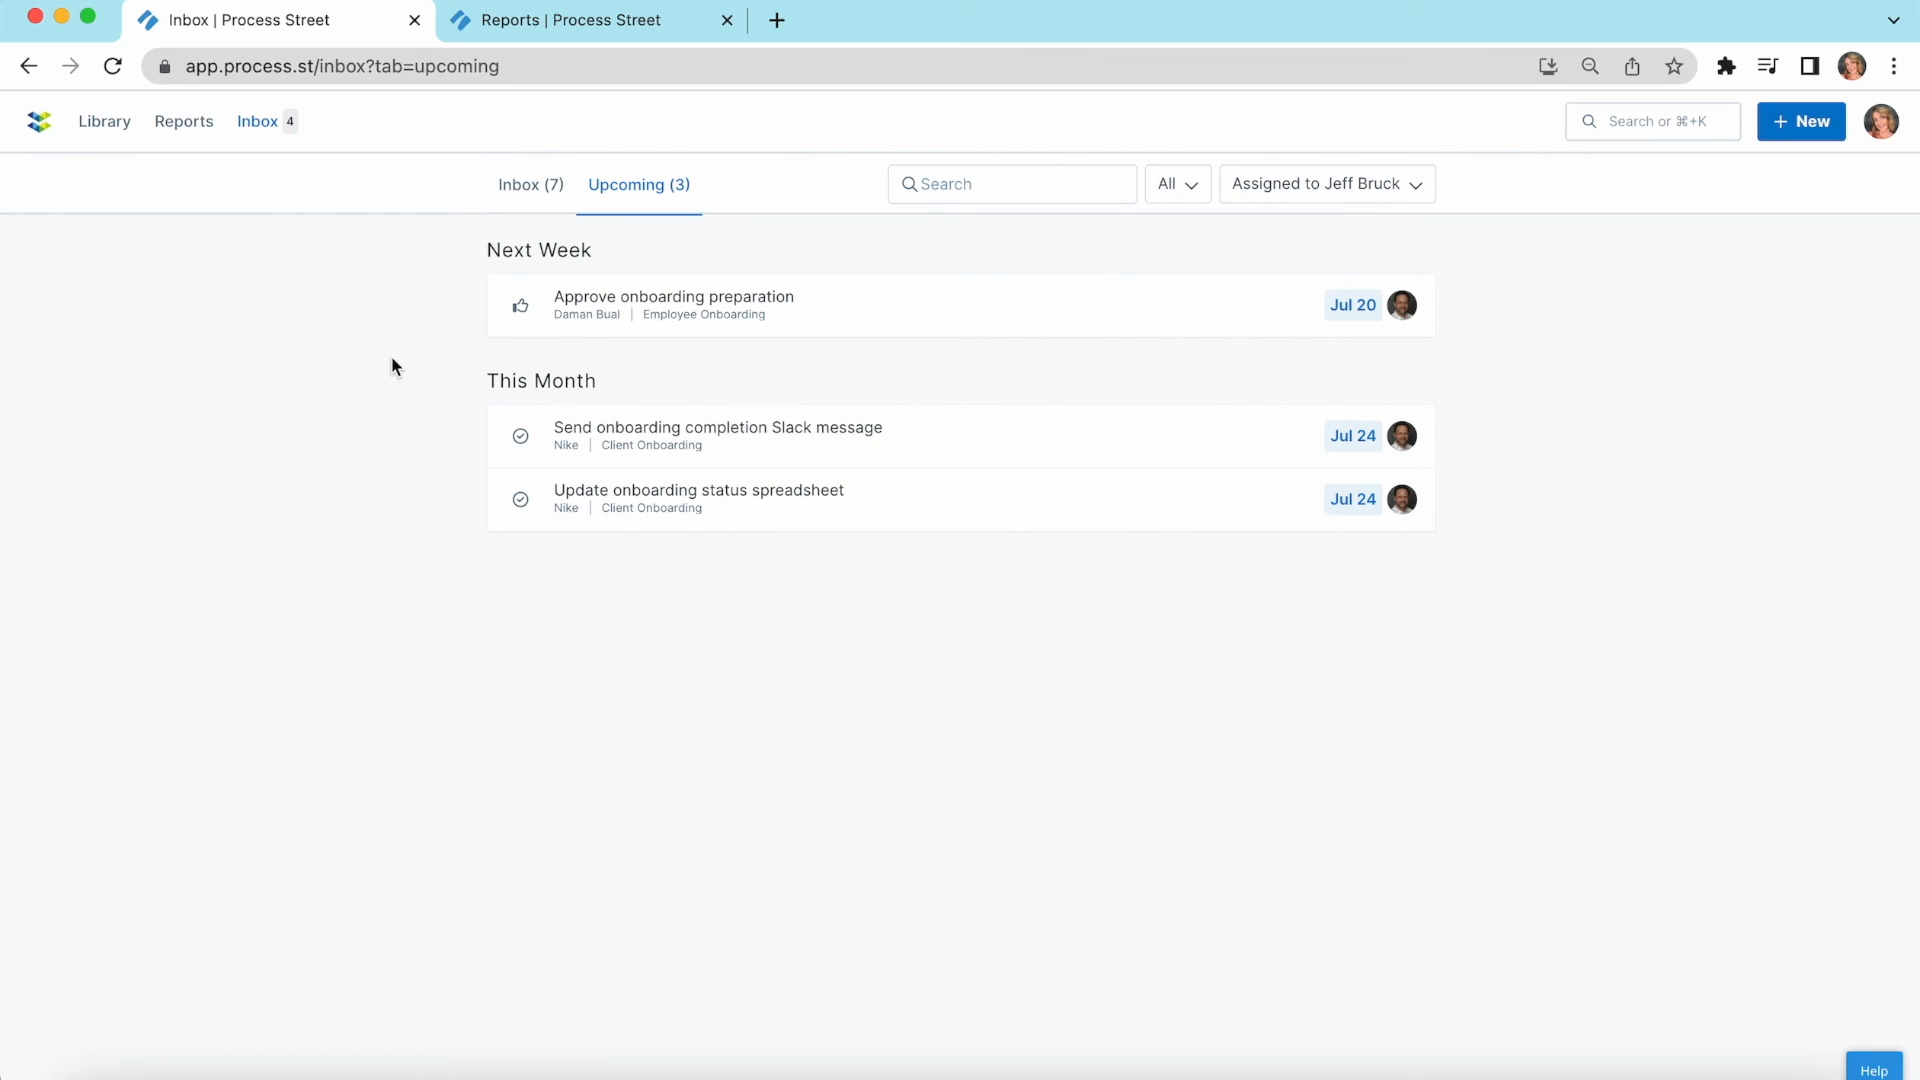 Inbox | Process Street
Reports | Process Street
app.process.st/inbox?tab=upcoming
Library Reports Inbox 4
Search or ⌘+K
+ New
Inbox (7) Upcoming (3)
Search
All
Assigned to Jeff Bruck
Next Week
Approve onboarding preparation
Daman Bual | Employee Onboarding
Jul 20
This Month
Send onboarding completion Slack message
Nike | Client Onboarding
Jul 24
Update onboarding status spreadsheet
Nike | Client Onboarding
Jul 24
Help